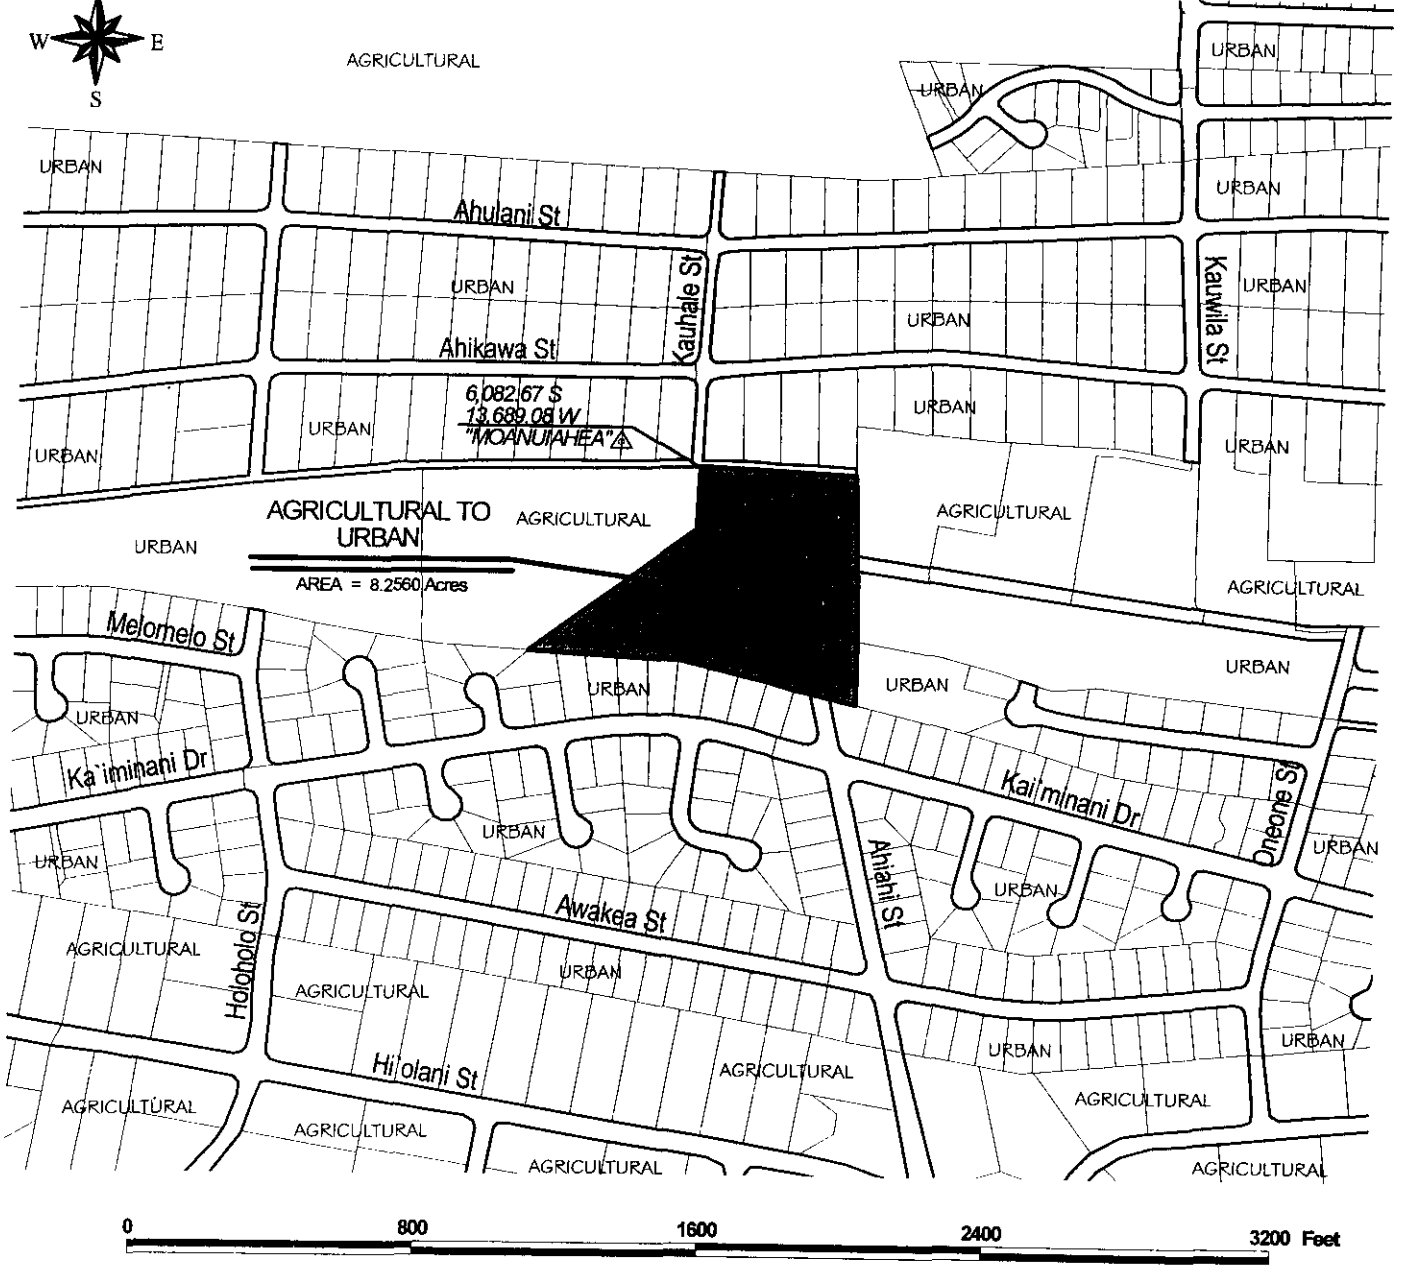 W E
S
AGRICULTURAL
URBAN
URBAN
URBAN
URBAN
Ahulani St
Kauhale St
URBAN
Kauwila St
URBAN
URBAN
Ahikawa St
6,082.67 S
13,689.08 W
"MOANUIAHEA"
URBAN
URBAN
URBAN
URBAN
AGRICULTURAL TO
URBAN
AREA = 8.2560 Acres
AGRICULTURAL
AGRICULTURAL
URBAN
AGRICULTURAL
Melomelo St
URBAN
URBAN
URBAN
URBAN
Ka`iminani Dr
Kai`minani Dr
Oneone St
URBAN
URBAN
URBAN
Ahiahi St
URBAN
Awakea St
Holoholo St
AGRICULTURAL
URBAN
AGRICULTURAL
URBAN
URBAN
Hi`olani St
AGRICULTURAL
AGRICULTURAL
AGRICULTURAL
AGRICULTURAL
AGRICULTURAL
AGRICULTURAL
0 800 1600 2400 3200 Feet